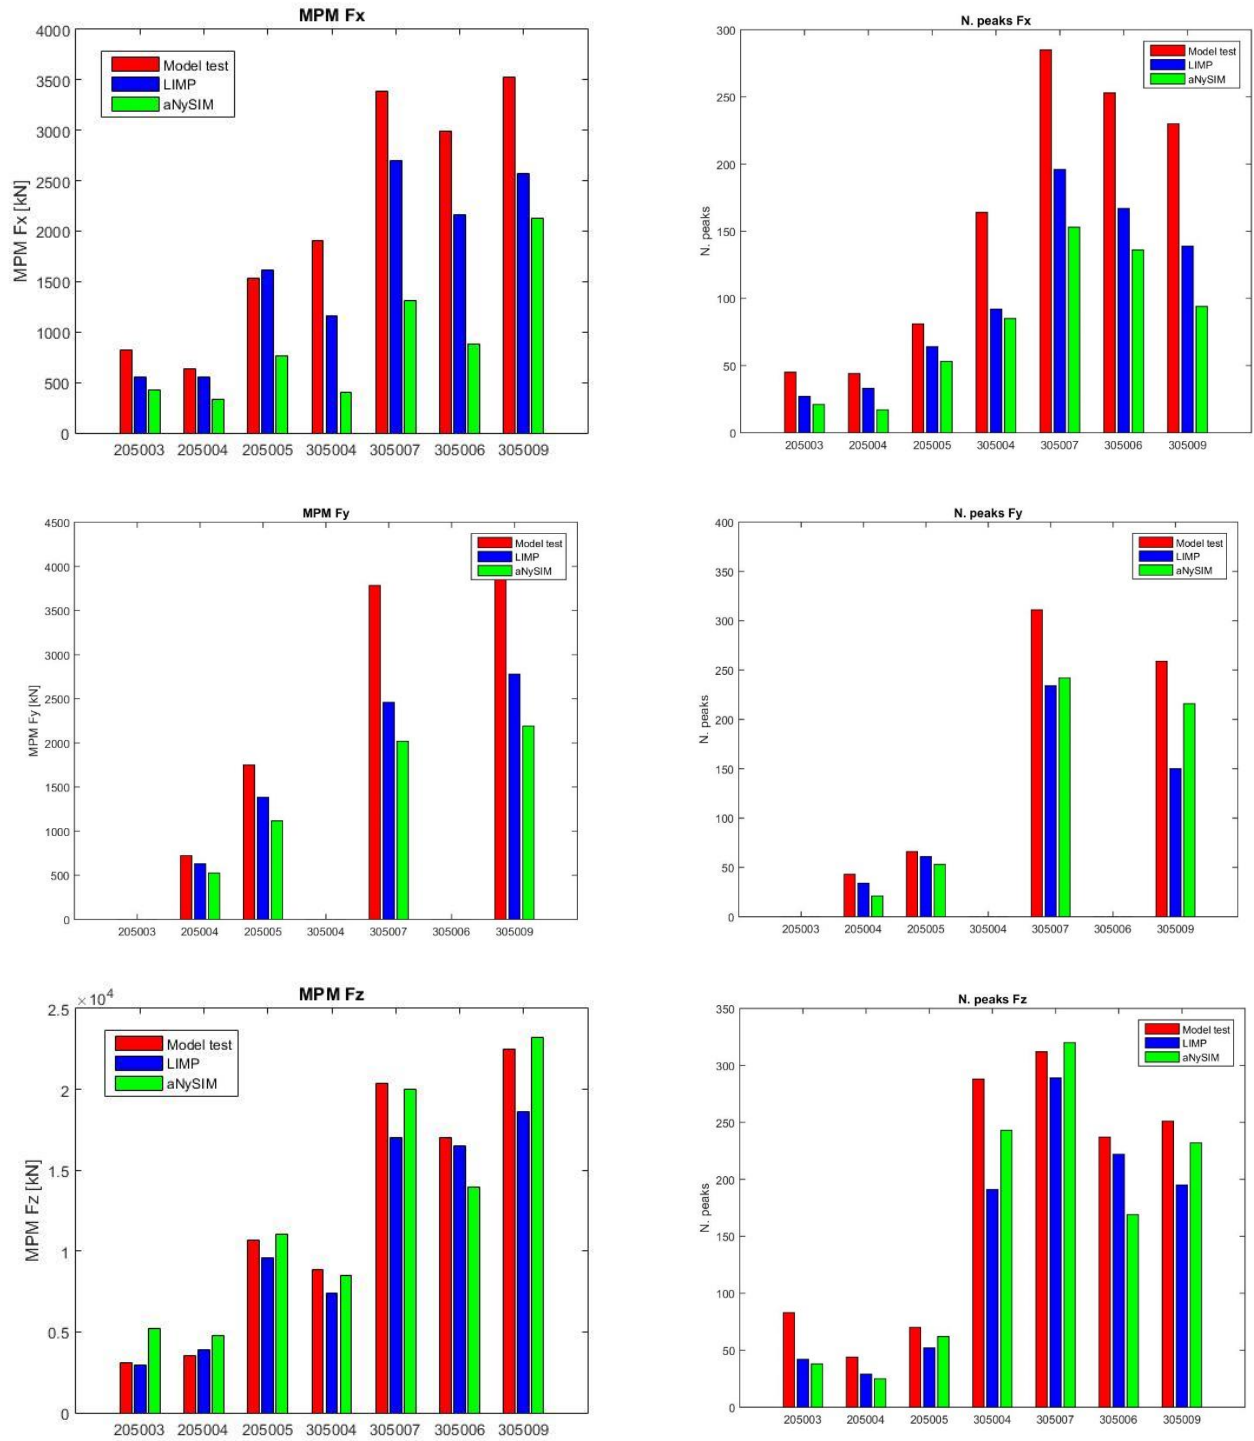 MPM Fx
4000
3500
3000
2500
2000
1500
1000
500
0
MPM Fx [kN]
Model test
LIMP
aNySIM
205003 205004 205005 305004 305007 305006 305009
N. peaks Fx
300
250
200
150
100
50
0
N. peaks
Model test
LIMP
aNySIM
205003 205004 205005 305004 305007 305006 305009
MPM Fy
4500
4000
3500
3000
2500
2000
1500
1000
500
0
MPM Fy [kN]
Model test
LIMP
aNySIM
205003 205004 205005 305004 305007 305006 305009
N. peaks Fy
400
350
300
250
200
150
100
50
0
N. peaks
Model test
LIMP
aNySIM
205003 205004 205005 305004 305007 305006 305009
MPM Fz
×10^4
2.5
2
1.5
1
0.5
0
MPM Fz [kN]
Model test
LIMP
aNySIM
205003 205004 205005 305004 305007 305006 305009
N. peaks Fz
350
300
250
200
150
100
50
0
N. peaks
Model test
LIMP
aNySIM
205003 205004 205005 305004 305007 305006 305009